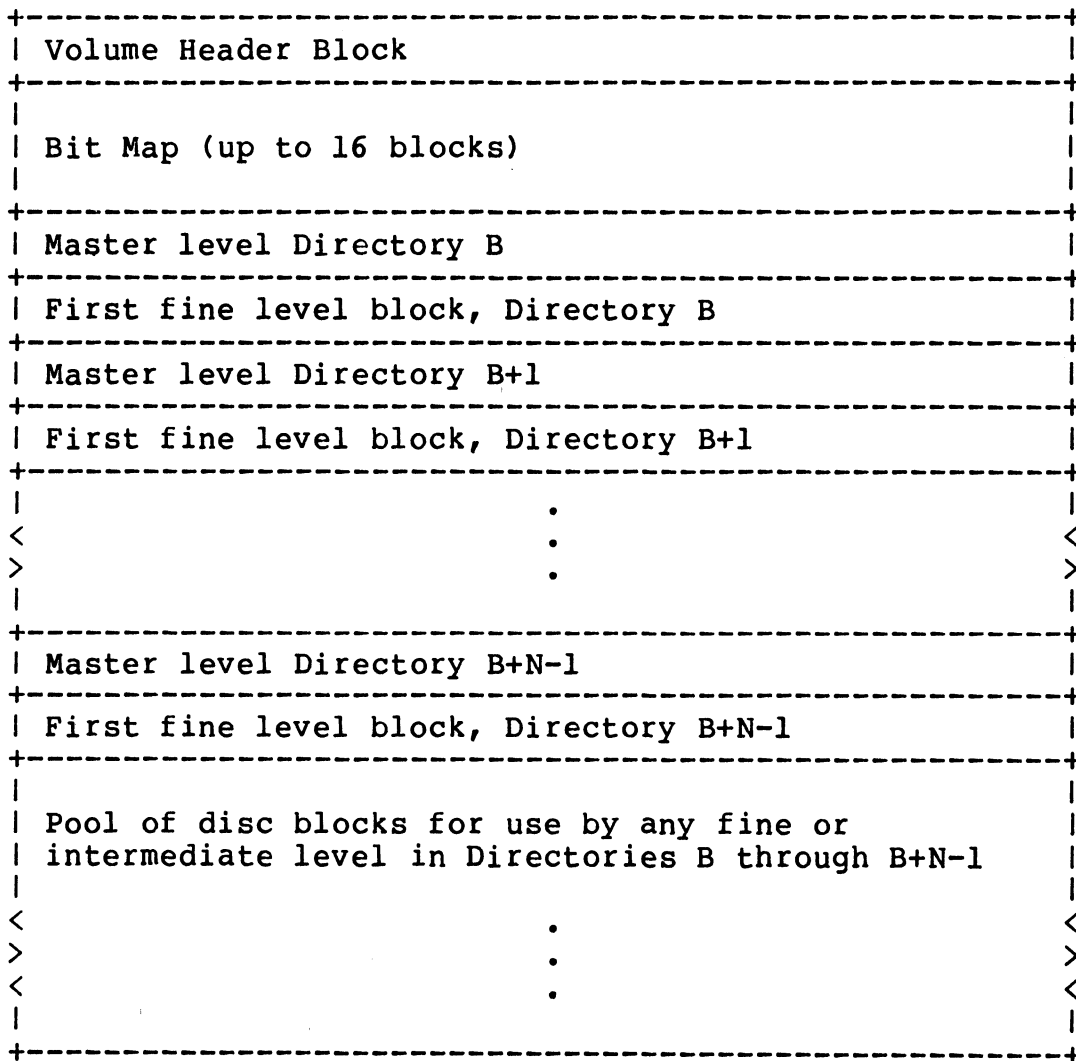 Volume Header Block
Bit Map (up to 16 blocks)
Master level Directory B
First fine level block, Directory B
Master level Directory B+1
First fine level block, Directory B+1
.
.
.
Master level Directory B+N-1
First fine level block, Directory B+N-1
Pool of disc blocks for use by any fine or
intermediate level in Directories B through B+N-1
.
.
.